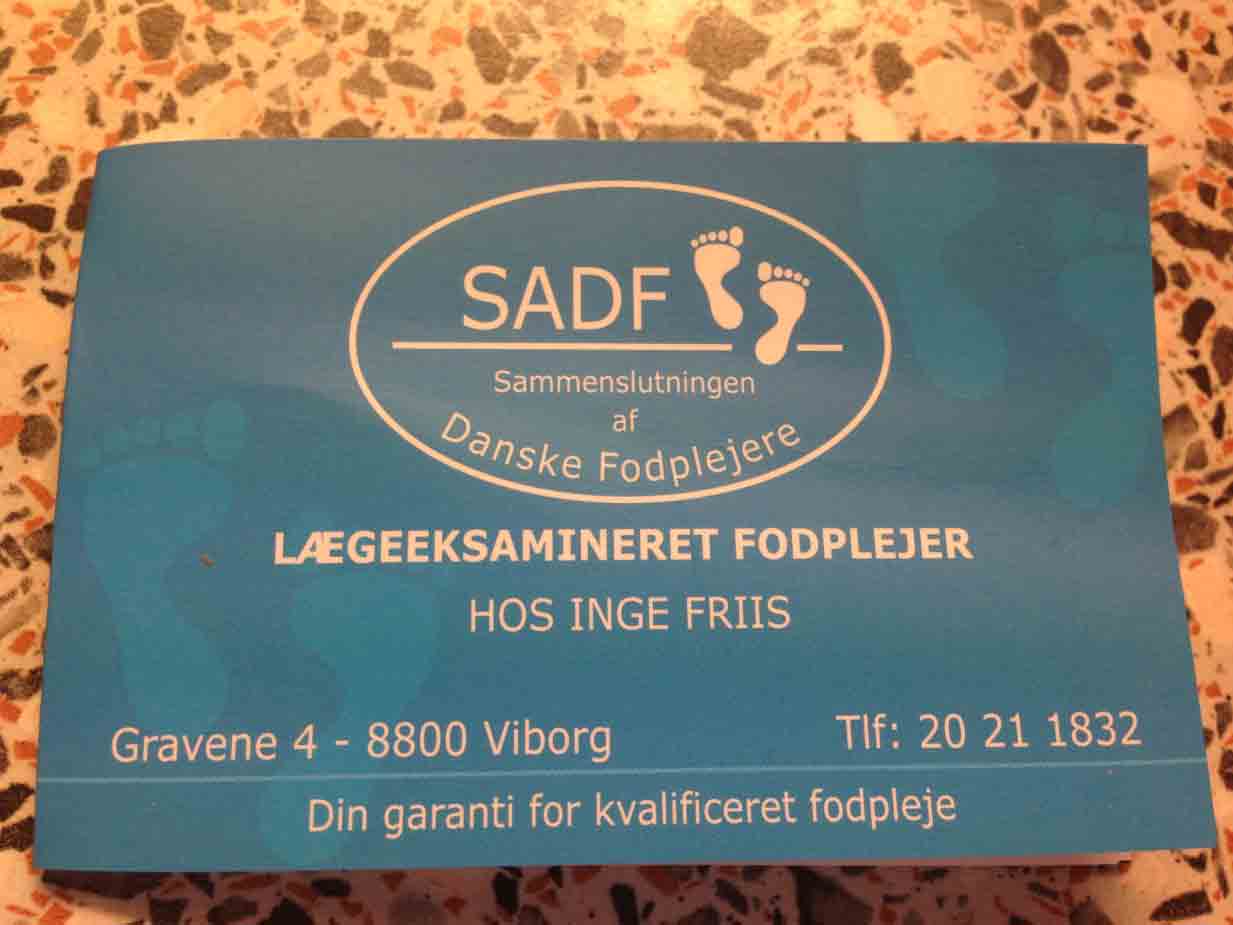 SADF
Sammenslutningen
af
Danske Fodplejere
LÆGEEKSAMINERET FODPLEJER
HOS INGE FRIIS
Gravene 4 - 8800 Viborg
Tlf: 20 21 1832
Din garanti for kvalificeret fodpleje